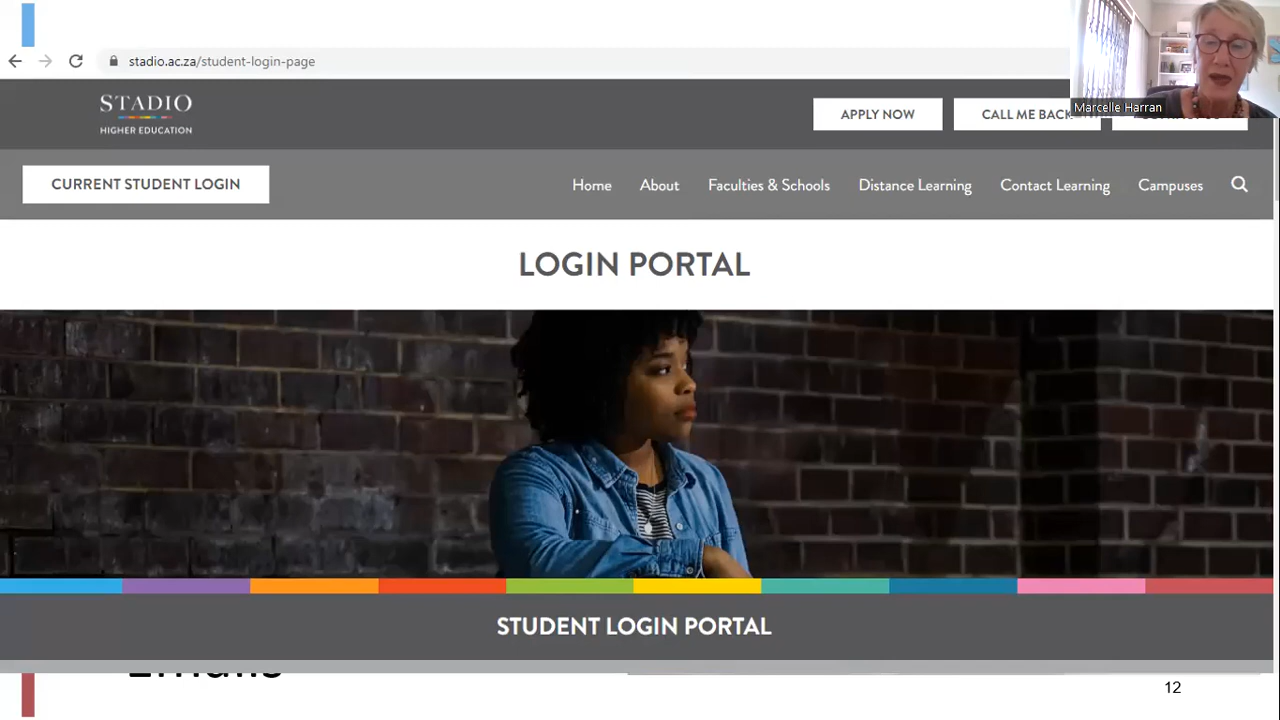 stadio.ac.za/student-login-page
Marcelle Harran
STADIO
HIGHER EDUCATION
APPLY NOW
CALL ME BACK
CURRENT STUDENT LOGIN
Home
About
Faculties & Schools
Distance Learning
Contact Learning
Campuses
LOGIN PORTAL
STUDENT LOGIN PORTAL
12